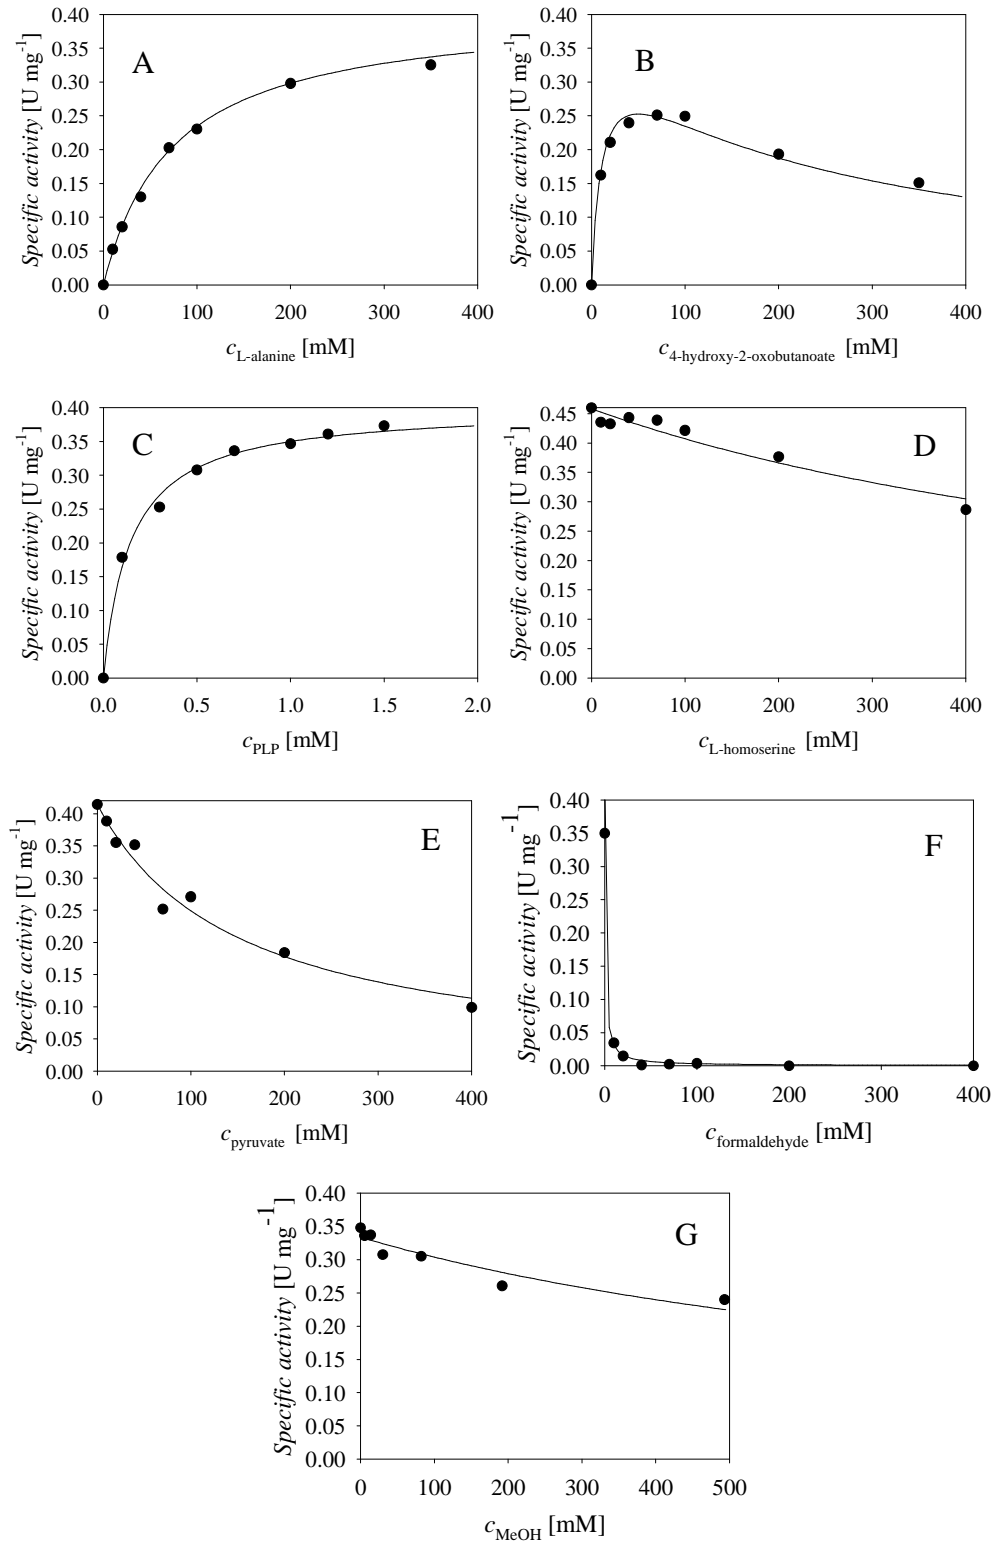 A
Specific activity [U mg-1]
0.40
0.35
0.30
0.25
0.20
0.15
0.10
0.05
0.00
0 100 200 300 400
cL-alanine [mM]
B
Specific activity [U mg-1]
0.40
0.35
0.30
0.25
0.20
0.15
0.10
0.05
0.00
0 100 200 300 400
c4-hydroxy-2-oxobutanoate [mM]
C
Specific activity [U mg-1]
0.40
0.35
0.30
0.25
0.20
0.15
0.10
0.05
0.00
0.0 0.5 1.0 1.5 2.0
cPLP [mM]
D
Specific activity [U mg-1]
0.45
0.40
0.35
0.30
0.25
0.20
0.15
0.10
0.05
0.00
0 100 200 300 400
cL-homoserine [mM]
E
Specific activity [U mg-1]
0.40
0.35
0.30
0.25
0.20
0.15
0.10
0.05
0.00
0 100 200 300 400
cpyruvate [mM]
F
Specific activity [U mg-1]
0.40
0.35
0.30
0.25
0.20
0.15
0.10
0.05
0.00
0 100 200 300 400
cformaldehyde [mM]
G
Specific activity [U mg-1]
0.40
0.35
0.30
0.25
0.20
0.15
0.10
0.05
0.00
0 100 200 300 400 500
cMeOH [mM]